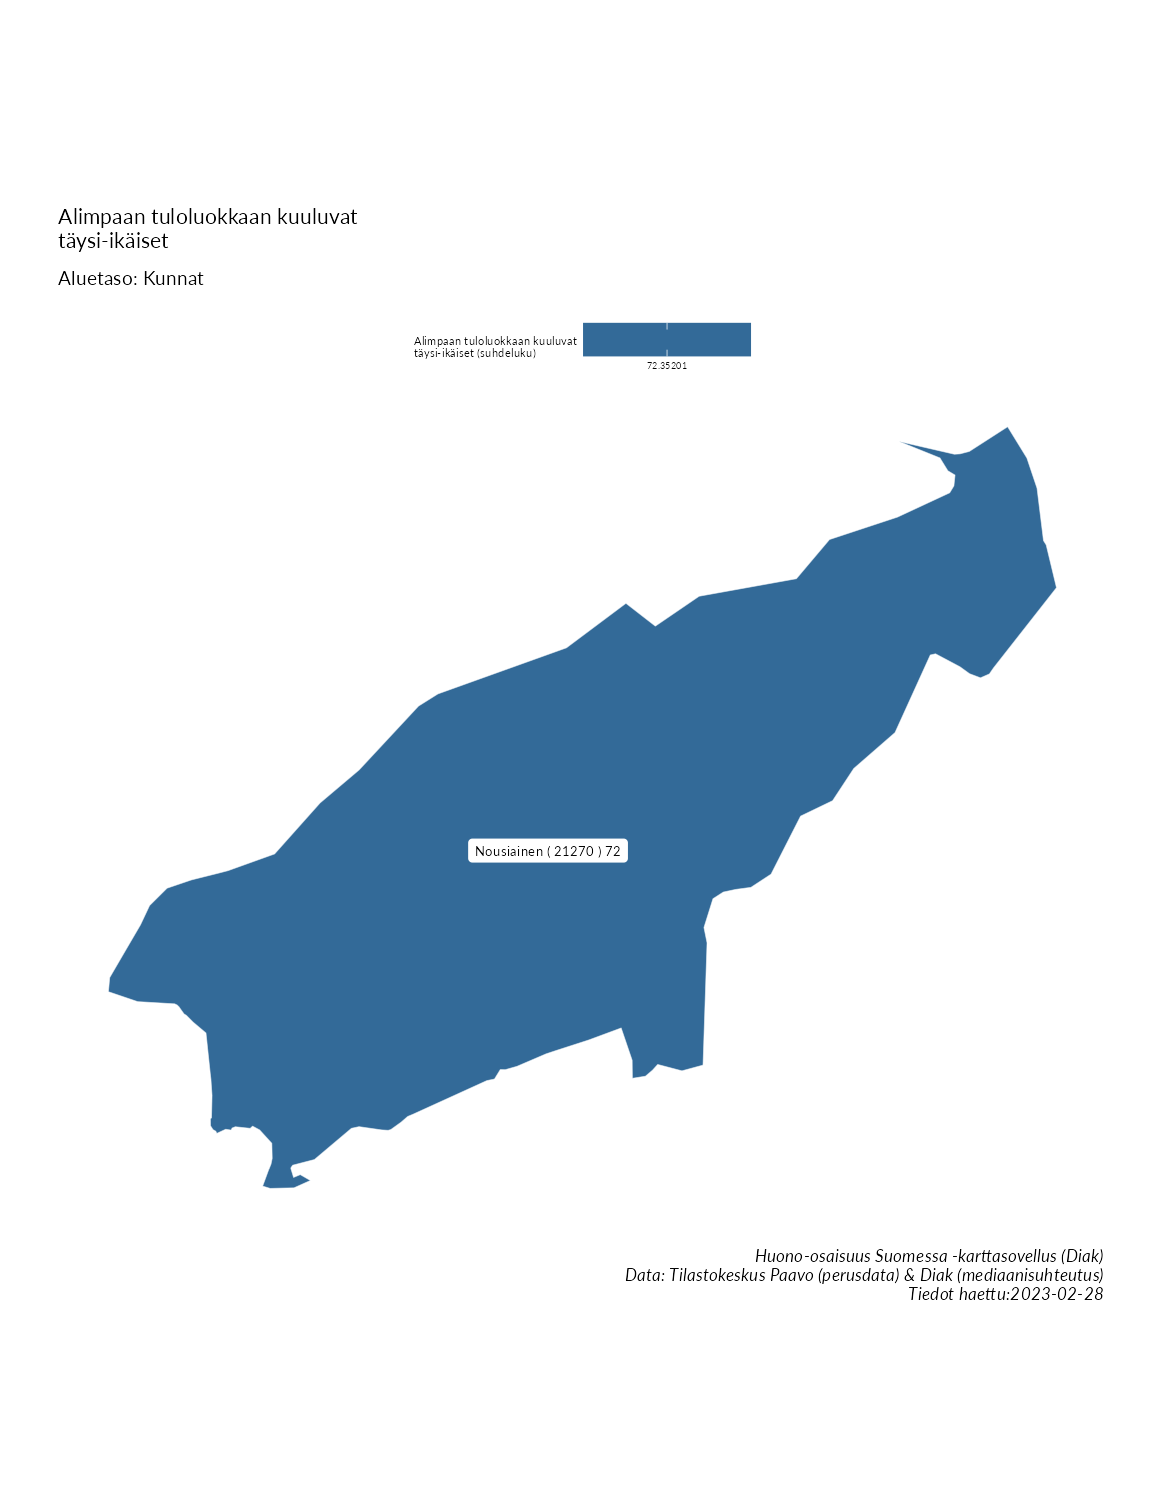 Alimpaan tuloluokkaan kuuluvat
täysi-ikäiset
Aluetaso: Kunnat
Alimpaan tuloluokkaan kuuluvat
täysi-ikäiset (suhdeluku)
72.35201
Nousiainen ( 21270 ) 72
Huono-osaisuus Suomessa -karttasovellus (Diak)
Data: Tilastokeskus Paavo (perusdata) & Diak (mediaanisuhteutus)
Tiedot haettu:2023-02-28